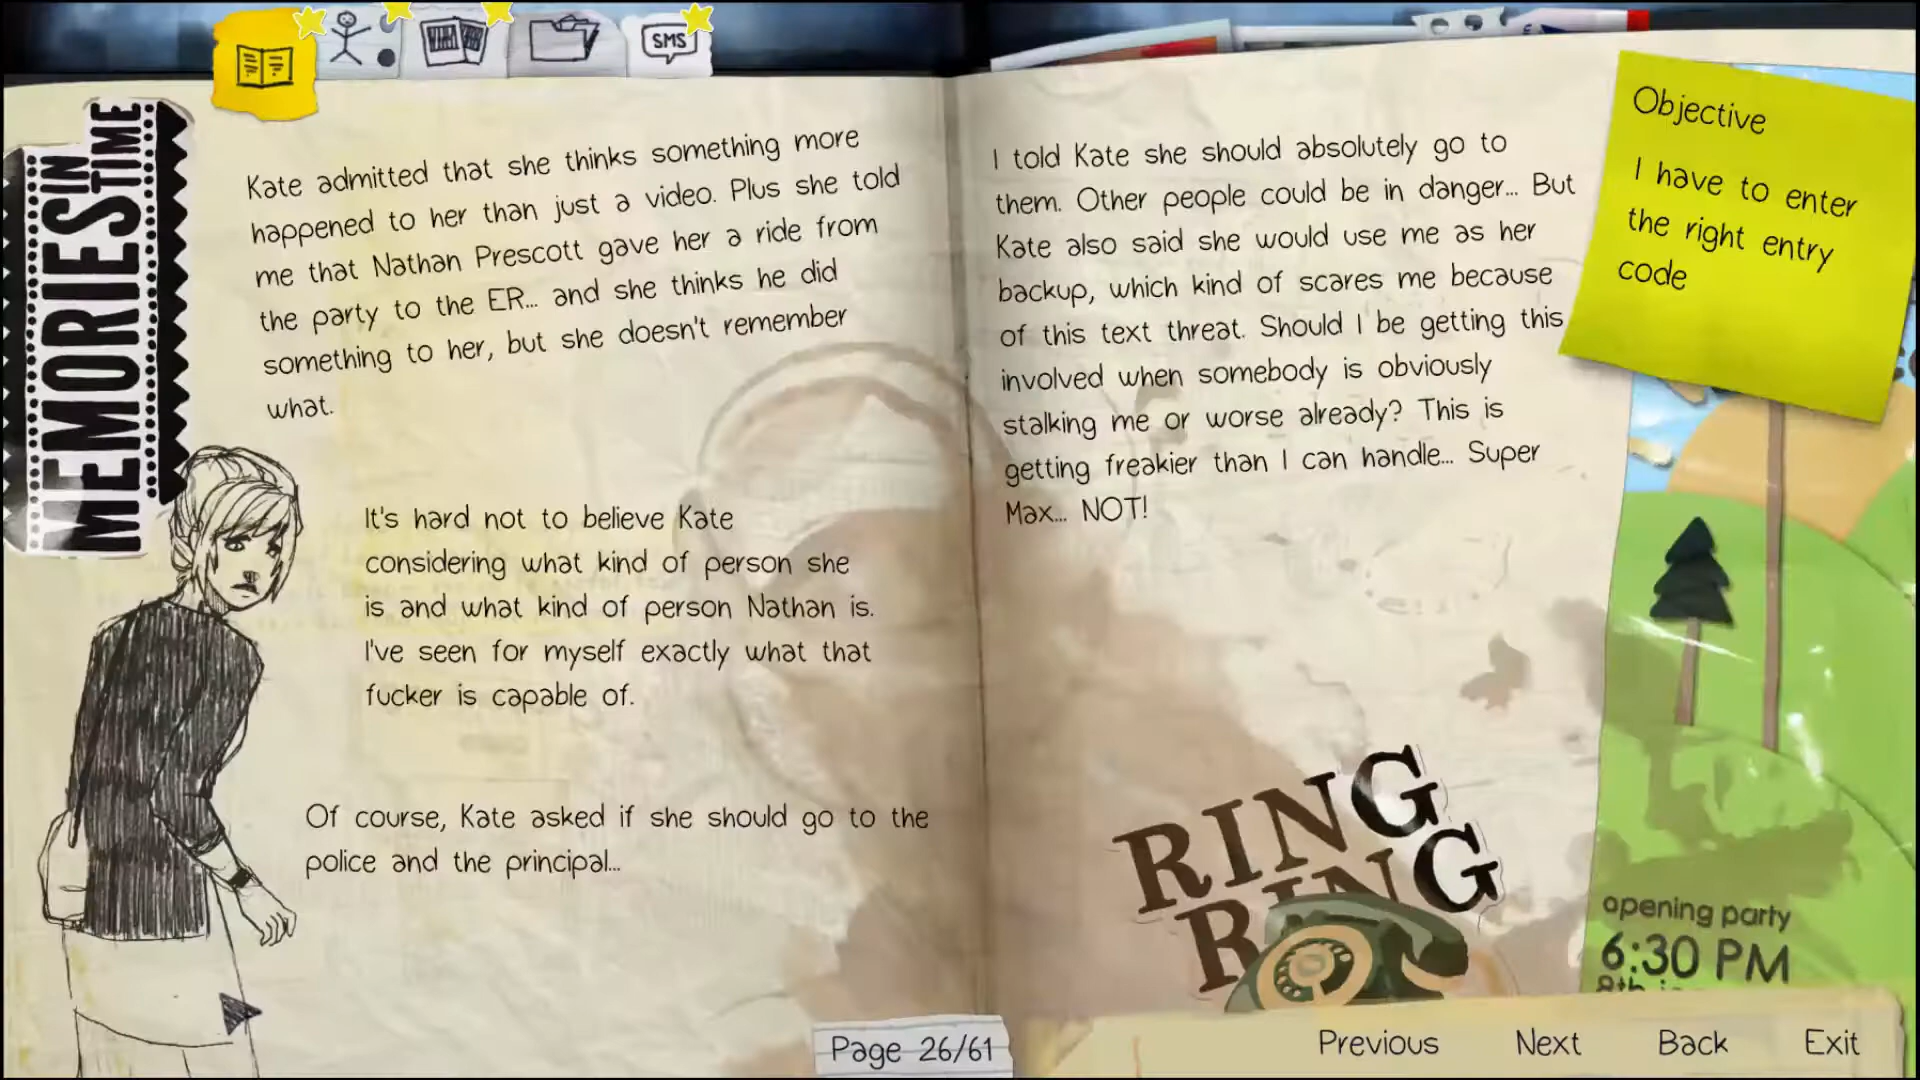 SMS
MEMORIES IN TIME
Kate admitted that she thinks something more
happened to her than just a video. Plus she told
me that Nathan Prescott gave her a ride from
the party to the ER... and she thinks he did
something to her, but she doesn't remember
what.
It's hard not to believe Kate
considering what kind of person she
is and what kind of person Nathan is.
I've seen for myself exactly what that
fucker is capable of.
Of course, Kate asked if she should go to the
police and the principal...
I told Kate she should absolutely go to
them. Other people could be in danger... But
Kate also said she would use me as her
backup, which kind of scares me because
of this text threat. Should I be getting this
involved when somebody is obviously
stalking me or worse already? This is
getting freakier than I can handle... Super
Max... NOT!
RING
RING
Objective
I have to enter
the right entry
code
opening party
6:30 PM
Page 26/61
Previous Next Back Exit